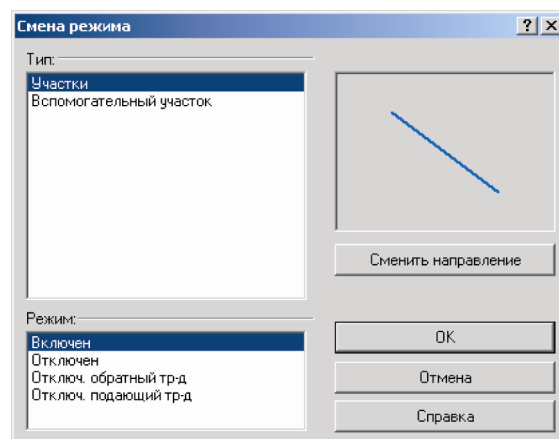 Смена режима
Тип:
Участки
Вспомогательный участок
Сменить направление
Режим:
Включен
Отключен
Отключ. обратный тр-д
Отключ. подающий тр-д
OK
Отмена
Справка